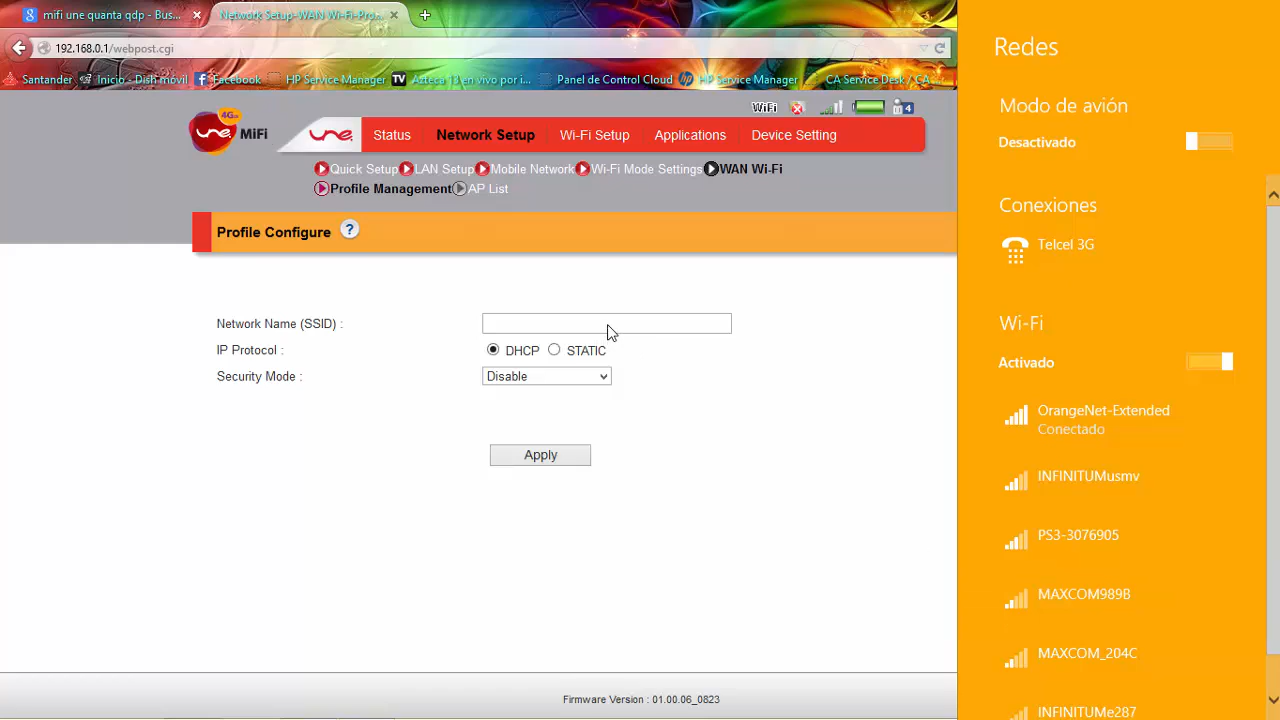 mifi une quanta qdp - Bus...
Network Setup-WAN Wi-Fi-Pro...
192.168.0.1/webpost.cgi
Santander
Inicio - Dish móvil
Facebook
HP Service Manager
Azteca 13 en vivo por i...
Panel de Control Cloud
HP Service Manager
CA Service Desk / CA
WiFi
4
4G
une
MiFi
une
Status
Network Setup
Wi-Fi Setup
Applications
Device Setting
Quick Setup
LAN Setup
Mobile Network
Wi-Fi Mode Settings
WAN Wi-Fi
Profile Management
AP List
Profile Configure
?
Network Name (SSID) :
IP Protocol :
DHCP
STATIC
Security Mode :
Disable
Apply
Firmware Version : 01.00.06_0823
Redes
Modo de avión
Desactivado
Conexiones
Telcel 3G
Wi-Fi
Activado
OrangeNet-Extended
Conectado
INFINITUMusmv
PS3-3076905
MAXCOM989B
MAXCOM_204C
INFINITUMe287